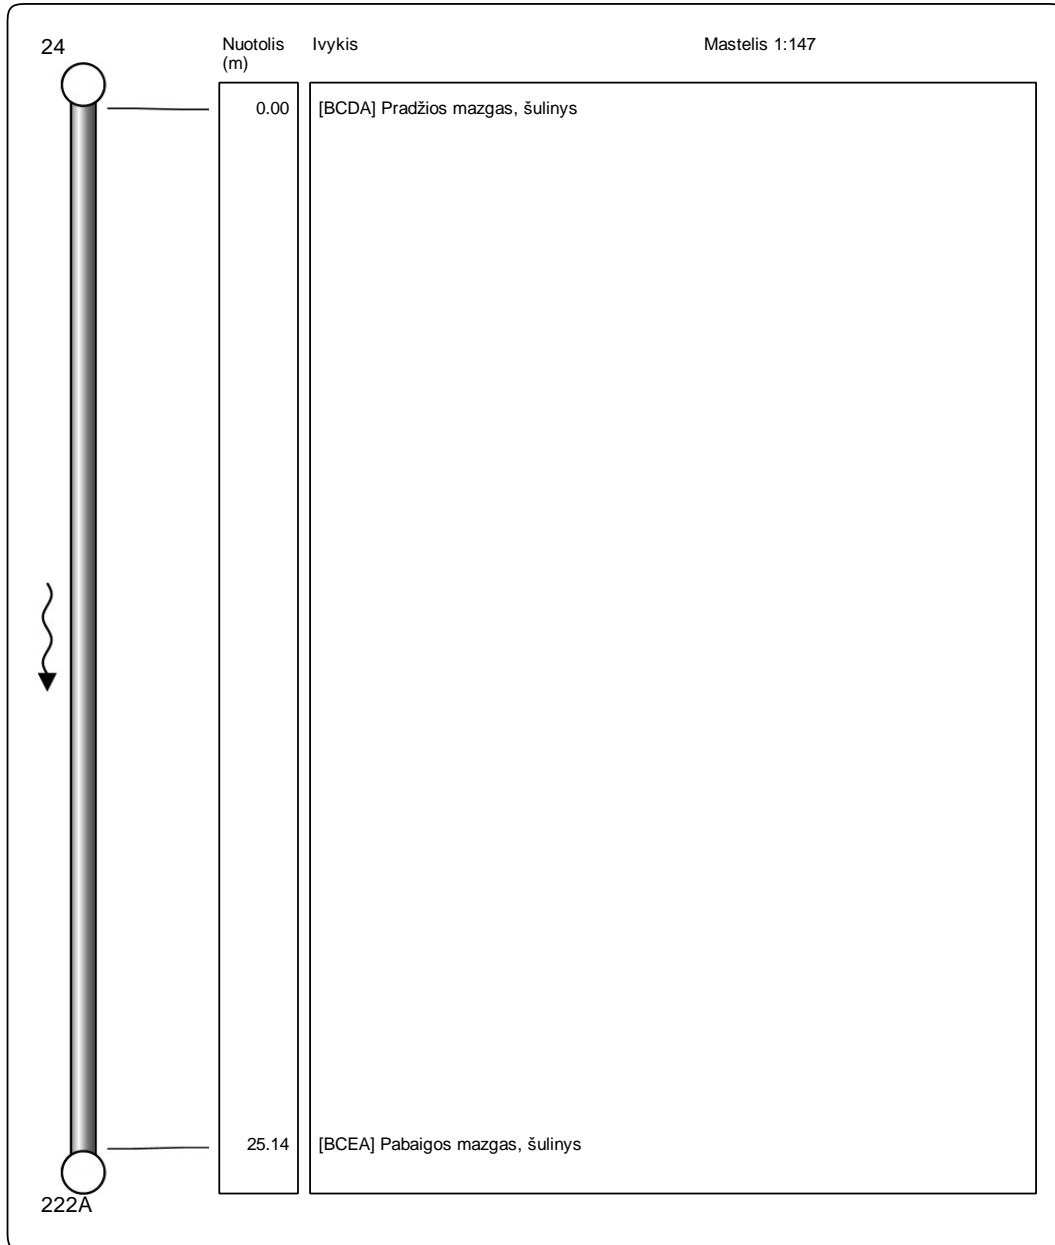 24
Nuotolis
(m)
Ivykis
Mastelis 1:147
0.00
[BCDA] Pradžios mazgas, šulinys
25.14
[BCEA] Pabaigos mazgas, šulinys
222A